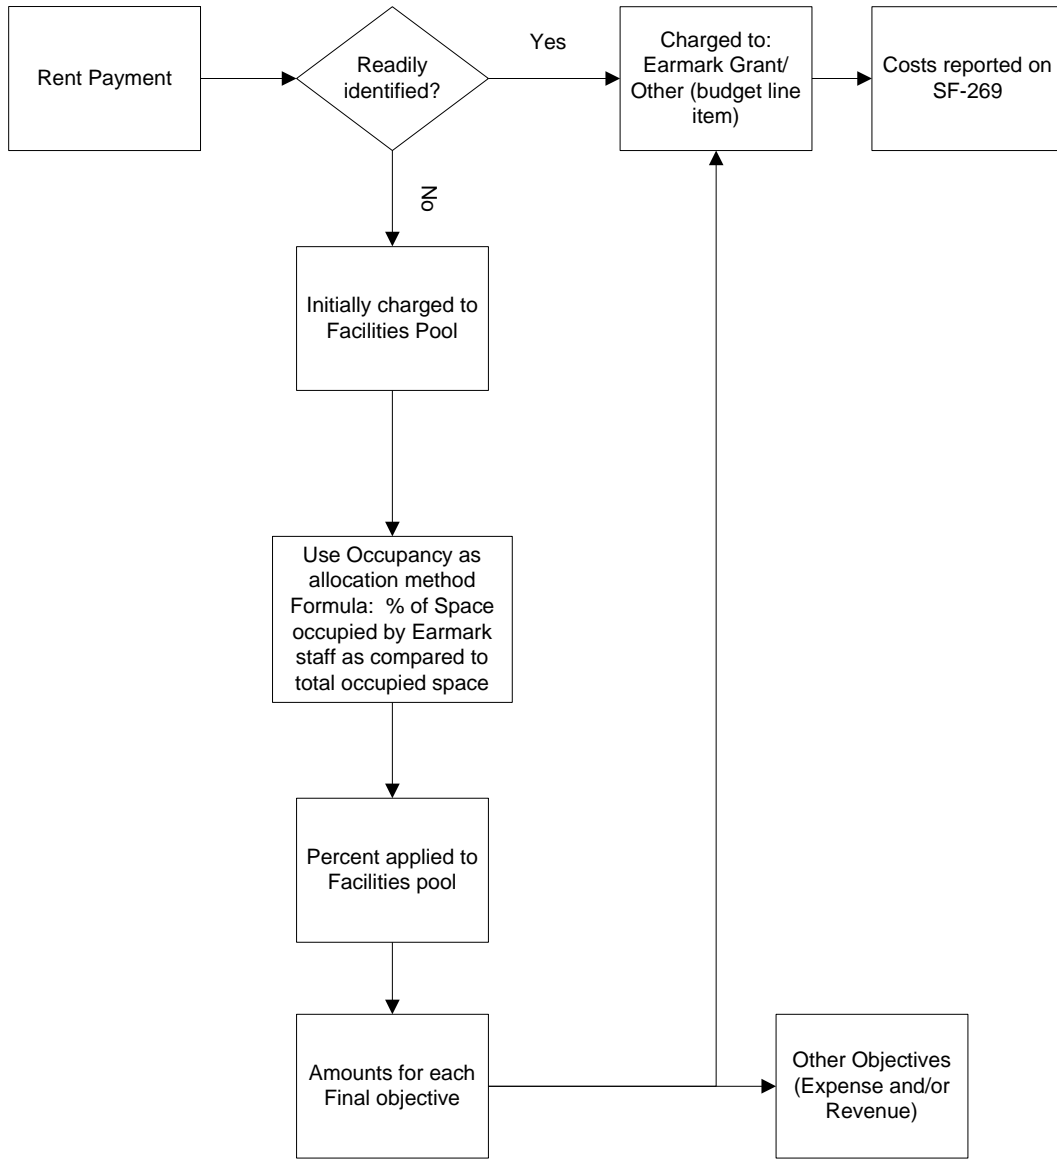 Rent Payment
Readily
identified?
Yes
Charged to:
Earmark Grant/
Other (budget line
item)
Costs reported on
SF-269
No
Initially charged to
Facilities Pool
Use Occupancy as
allocation method
Formula:  % of Space
occupied by Earmark
staff as compared to
total occupied space
Percent applied to
Facilities pool
Amounts for each
Final objective
Other Objectives
(Expense and/or
Revenue)